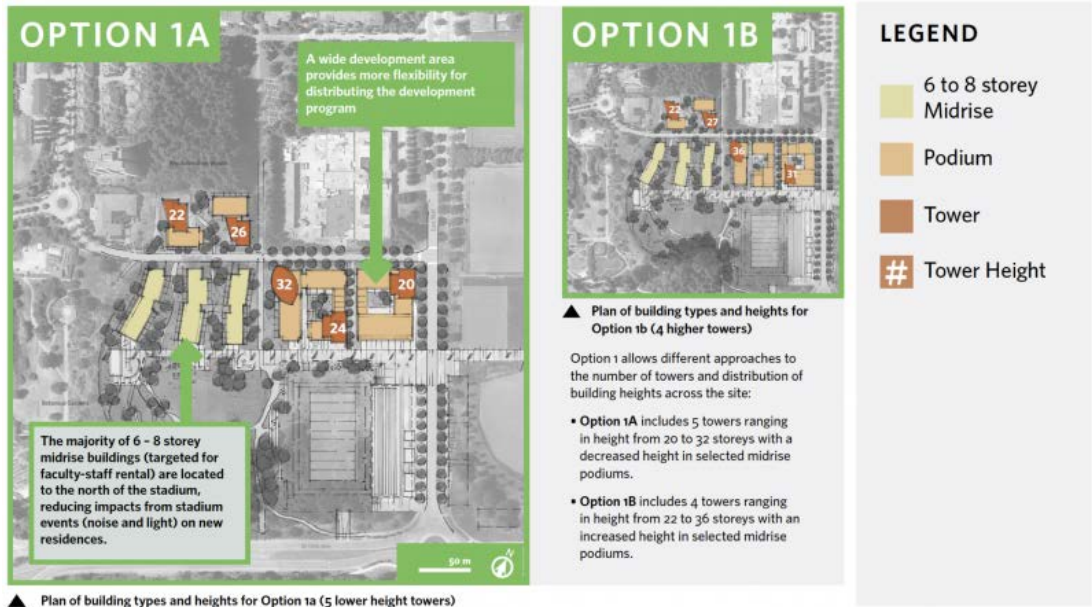 OPTION 1A
A wide development area
provides more flexibility for
distributing the development
program
22
26
32
24
20
The majority of 6 – 8 storey
midrise buildings (targeted for
faculty-staff rental) are located
to the north of the stadium,
reducing impacts from stadium
events (noise and light) on new
residences.
50 m
N
▲ Plan of building types and heights for Option 1a (5 lower height towers)
OPTION 1B
22
27
36
31
▲ Plan of building types and heights for
Option 1b (4 higher towers)
Option 1 allows different approaches to
the number of towers and distribution of
building heights across the site:
• Option 1A includes 5 towers ranging
in height from 20 to 32 storeys with a
decreased height in selected midrise
podiums.
• Option 1B includes 4 towers ranging
in height from 22 to 36 storeys with an
increased height in selected midrise
podiums.
LEGEND
6 to 8 storey
Midrise
Podium
Tower
# Tower Height